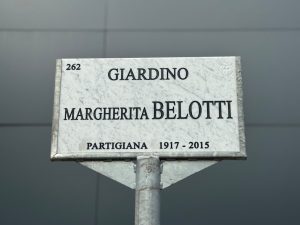 262
GIARDINO
MARGHERITA BELOTTI
PARTIGIANA 1917 - 2015